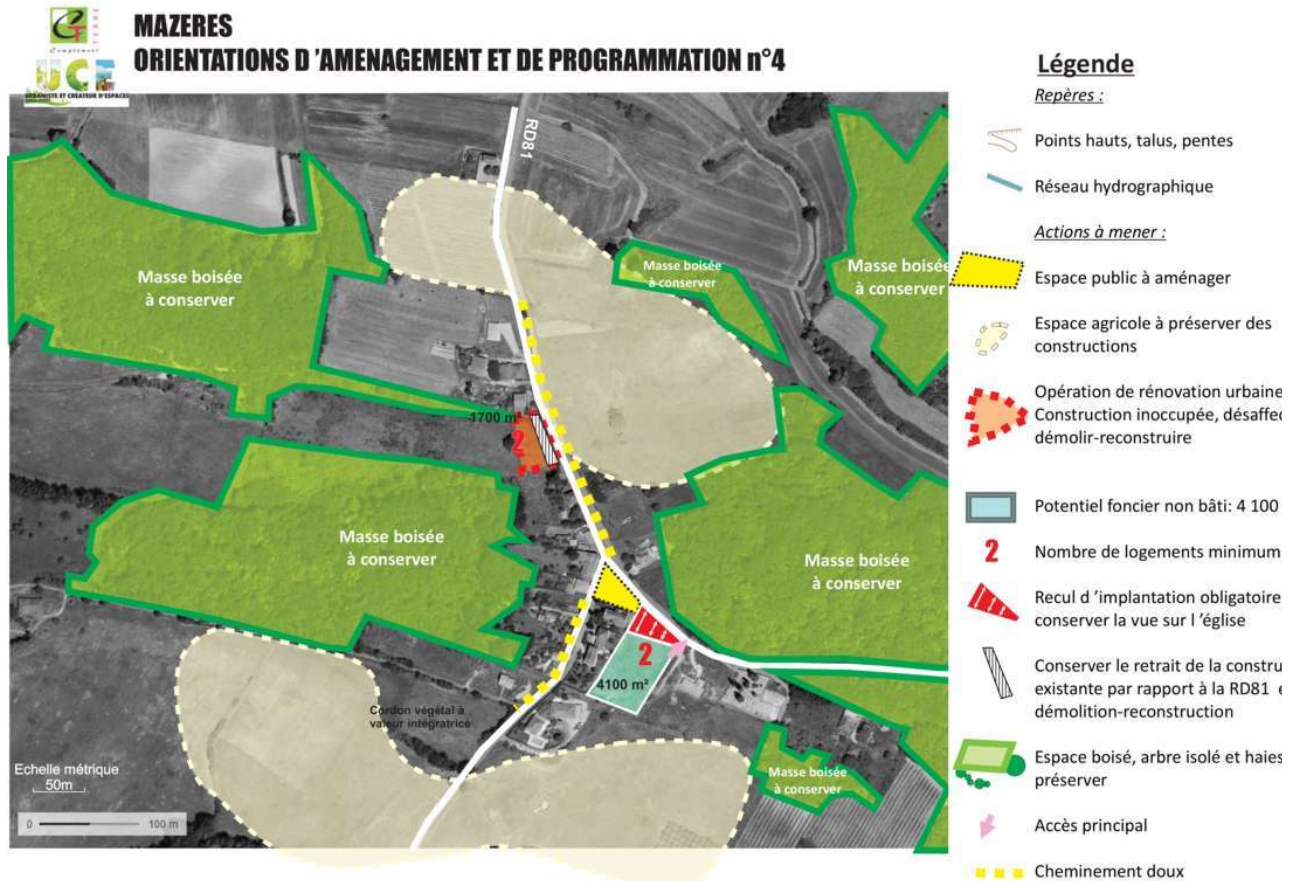 MAZERES
ORIENTATIONS D 'AMENAGEMENT ET DE PROGRAMMATION n°4
TERRE
Complément
UCE
URBANISTE ET CRÉATEUR D'ESPACES
RD81
Masse boisée
à conserver
Masse boisée
à conserver
Masse boisée
à conserver
1700 m²
2
Masse boisée
à conserver
Masse boisée
à conserver
2
4100 m²
Cordon végétal à
valeur intégratrice
Masse boisée
à conserver
Echelle métrique
50m
0 100 m
Légende
Repères :
Points hauts, talus, pentes
Réseau hydrographique
Actions à mener :
Espace public à aménager
Espace agricole à préserver des
constructions
Opération de rénovation urbaine
Construction inoccupée, désaffec
démolir-reconstruire
Potentiel foncier non bâti: 4 100
2
Nombre de logements minimum
Recul d 'implantation obligatoire
conserver la vue sur l 'église
Conserver le retrait de la constru
existante par rapport à la RD81
démolition-reconstruction
Espace boisé, arbre isolé et haies
préserver
Accès principal
Cheminement doux